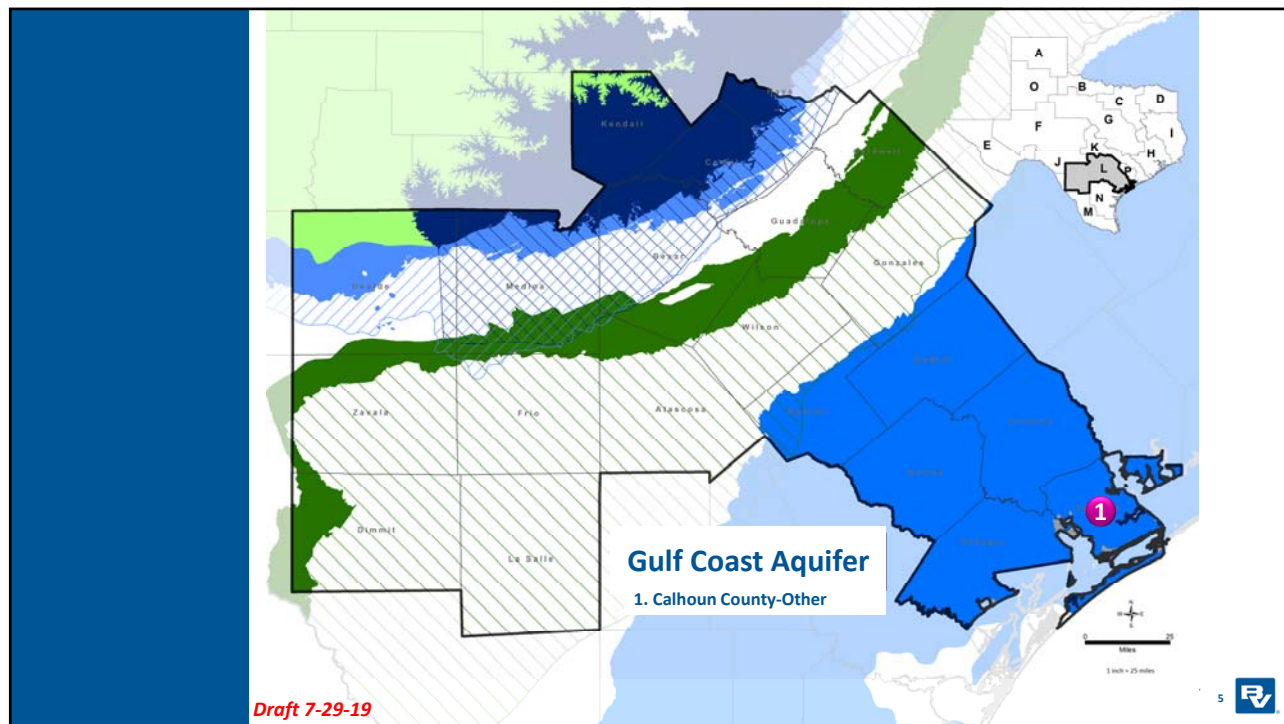 A
O
B
C
D
G
F
E
I
K
H
J
L
P
N
M
Kendall
Uvalde
Medina
Bexar
Guadalupe
Gonzales
Wilson
Zavala
Frio
Atascosa
Dimmit
La Salle
1
Gulf Coast Aquifer
1. Calhoun County-Other
N
W
E
S
0
25
Miles
1 inch = 25 miles
Draft 7-29-19
5
BV